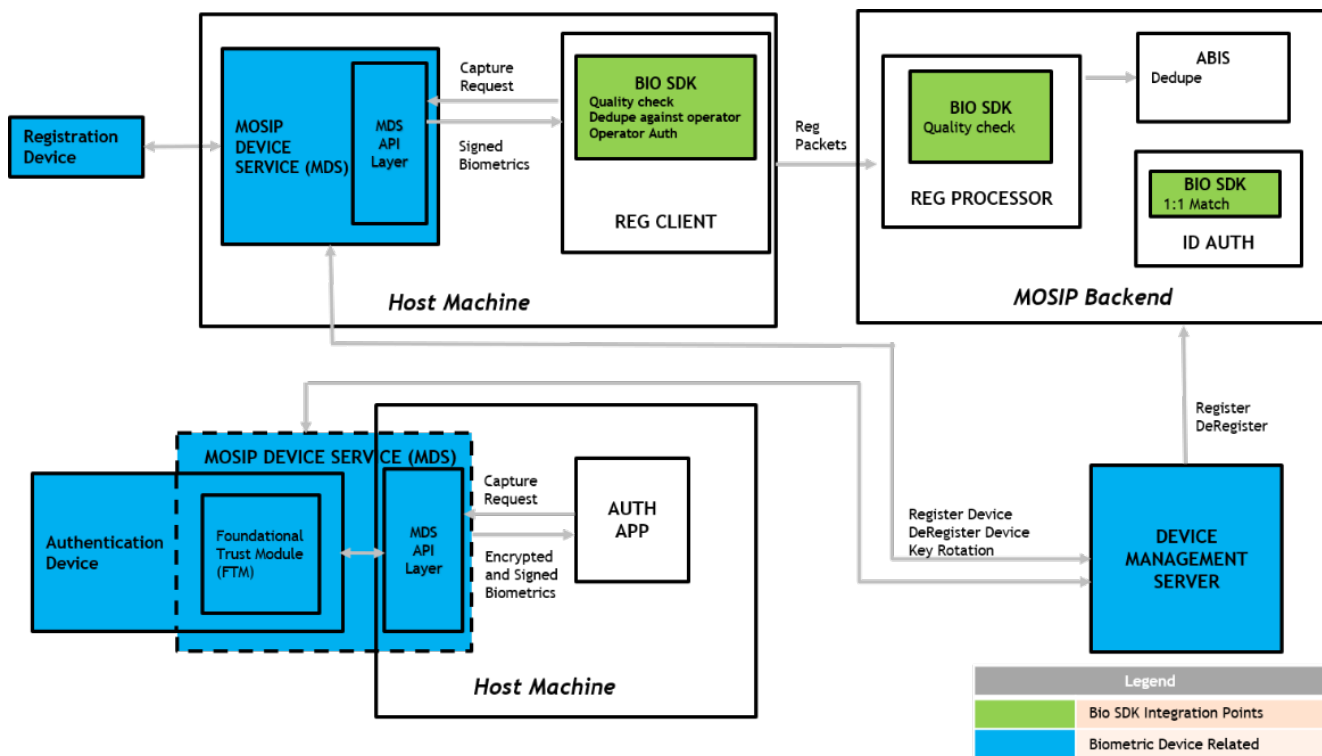 Registration
Device
MOSIP
DEVICE
SERVICE (MDS)
MDS
API
Layer
Capture
Request
Signed
Biometrics
BIO SDK
Quality check
Dedupe against operator
Operator Auth
REG CLIENT
Host Machine
Reg
Packets
BIO SDK
Quality check
REG PROCESSOR
ABIS
Dedupe
BIO SDK
1:1 Match
ID AUTH
MOSIP Backend
MOSIP DEVICE SERVICE (MDS)
Authentication
Device
Foundational
Trust Module
(FTM)
MDS
API
Layer
Capture
Request
Encrypted
and Signed
Biometrics
AUTH
APP
Host Machine
Register Device
DeRegister Device
Key Rotation
Register
DeRegister
DEVICE
MANAGEMENT
SERVER
Legend
Bio SDK Integration Points
Biometric Device Related